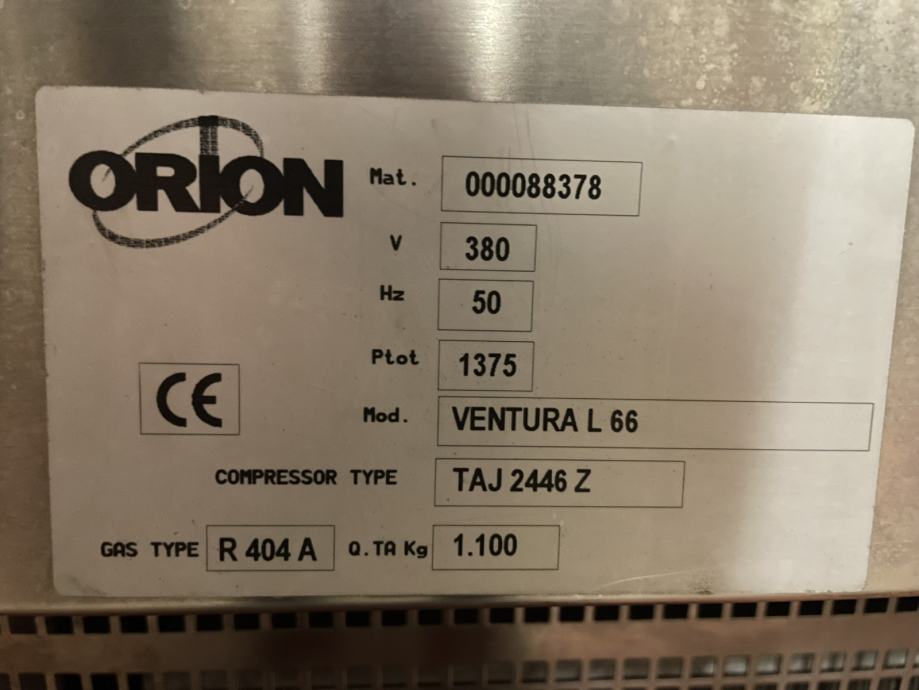 ORION
Mat. 000088378
V 380
Hz 50
Ptot 1375
CE
Mod. VENTURA L 66
COMPRESSOR TYPE TAJ 2446 Z
GAS TYPE R 404 A Q.TA Kg 1.100